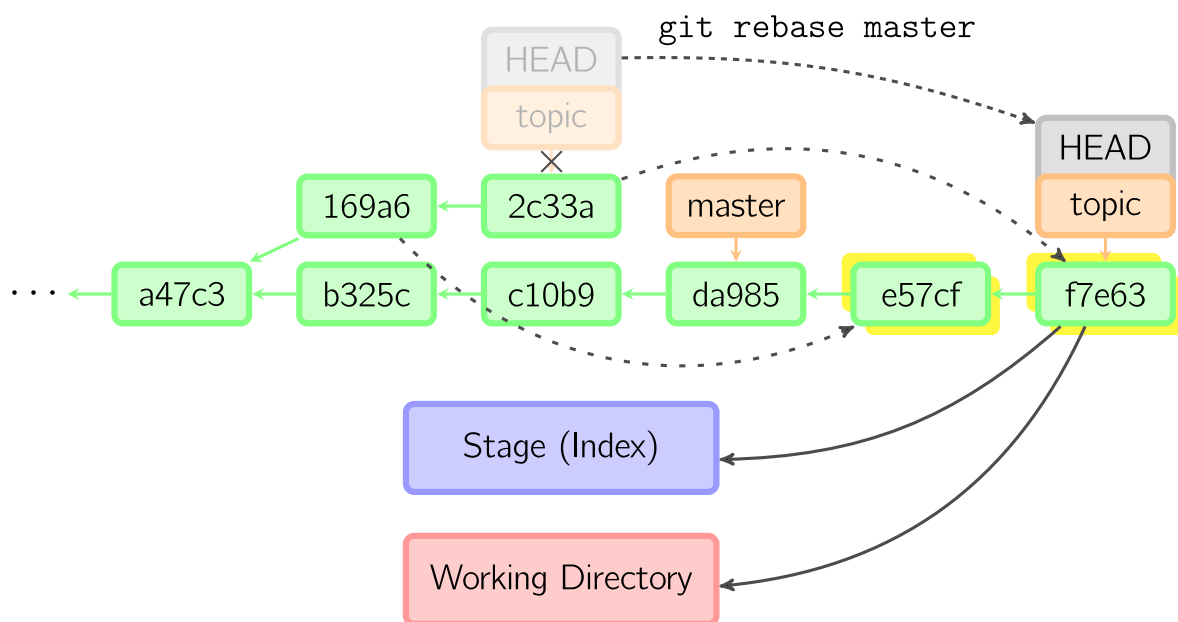 git rebase master
HEAD
topic
HEAD
topic
169a6
2c33a
master
...
a47c3
b325c
c10b9
da985
e57cf
f7e63
Stage (Index)
Working Directory